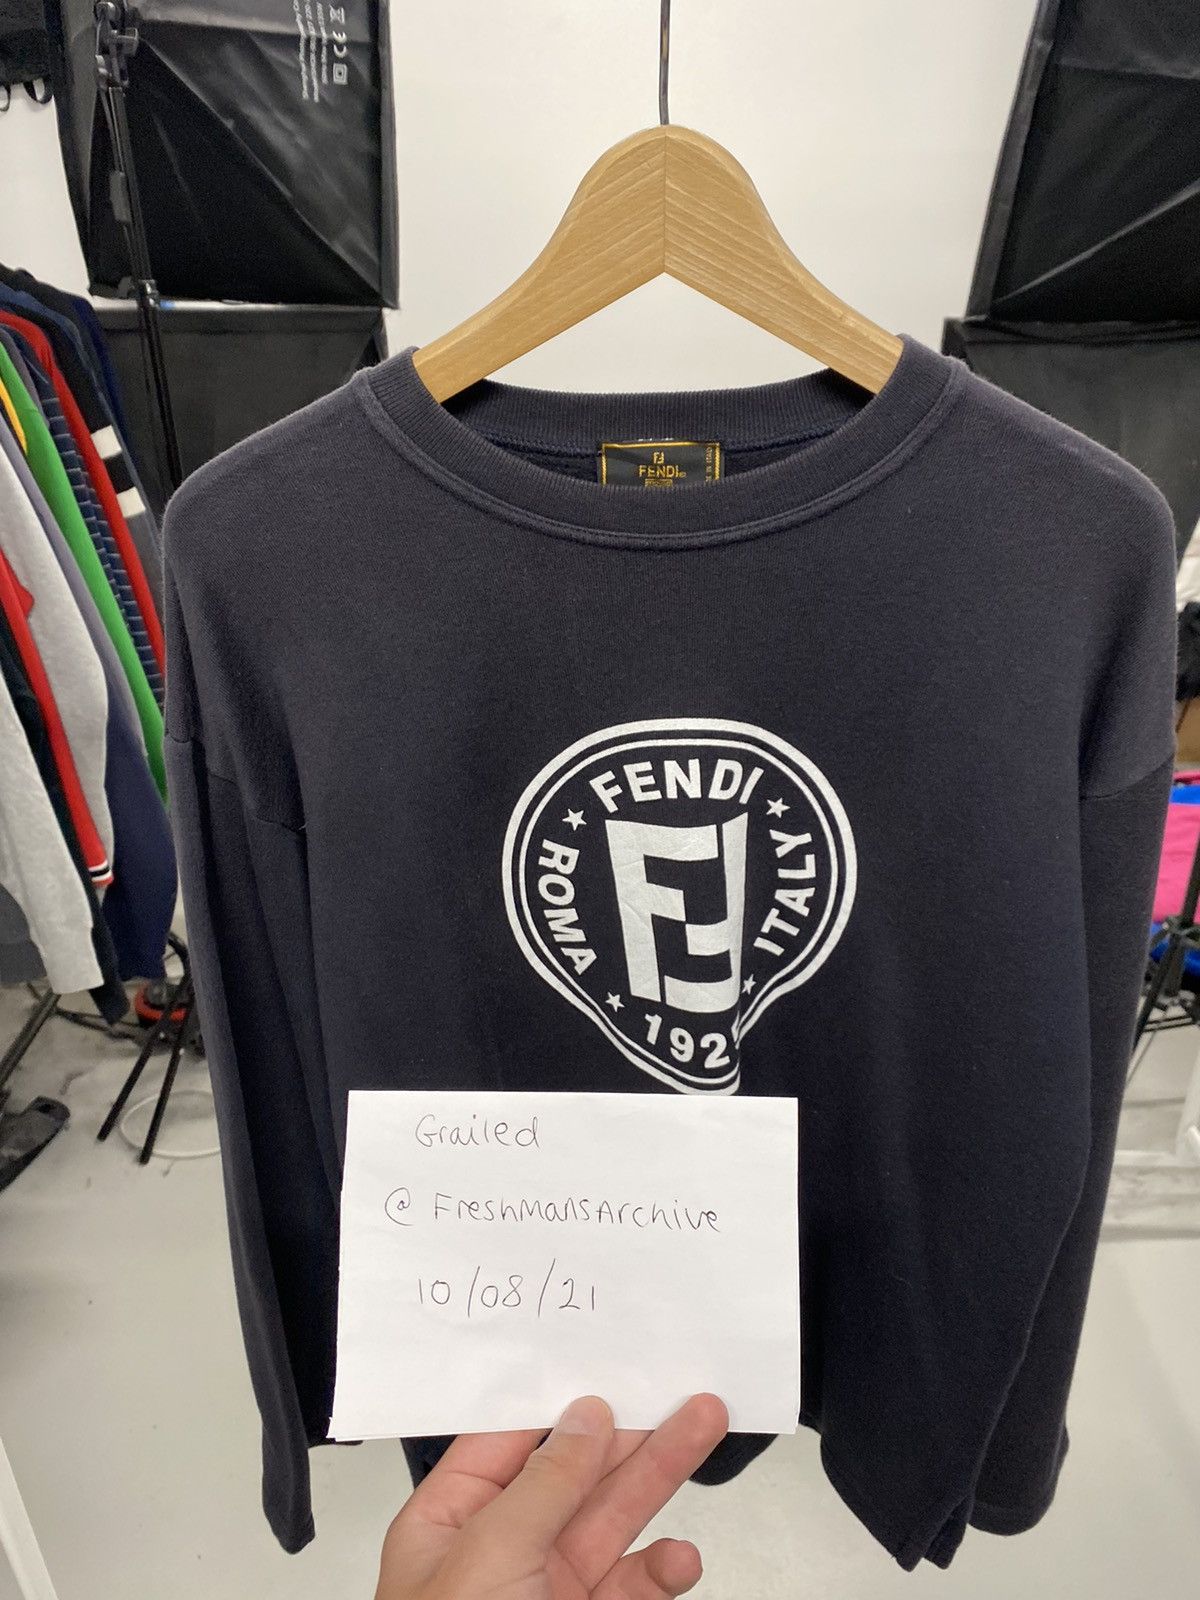 FENDI
FENDI
ROMA
ITALY
192
Grailed
@FreshmansArchive
10/08/21